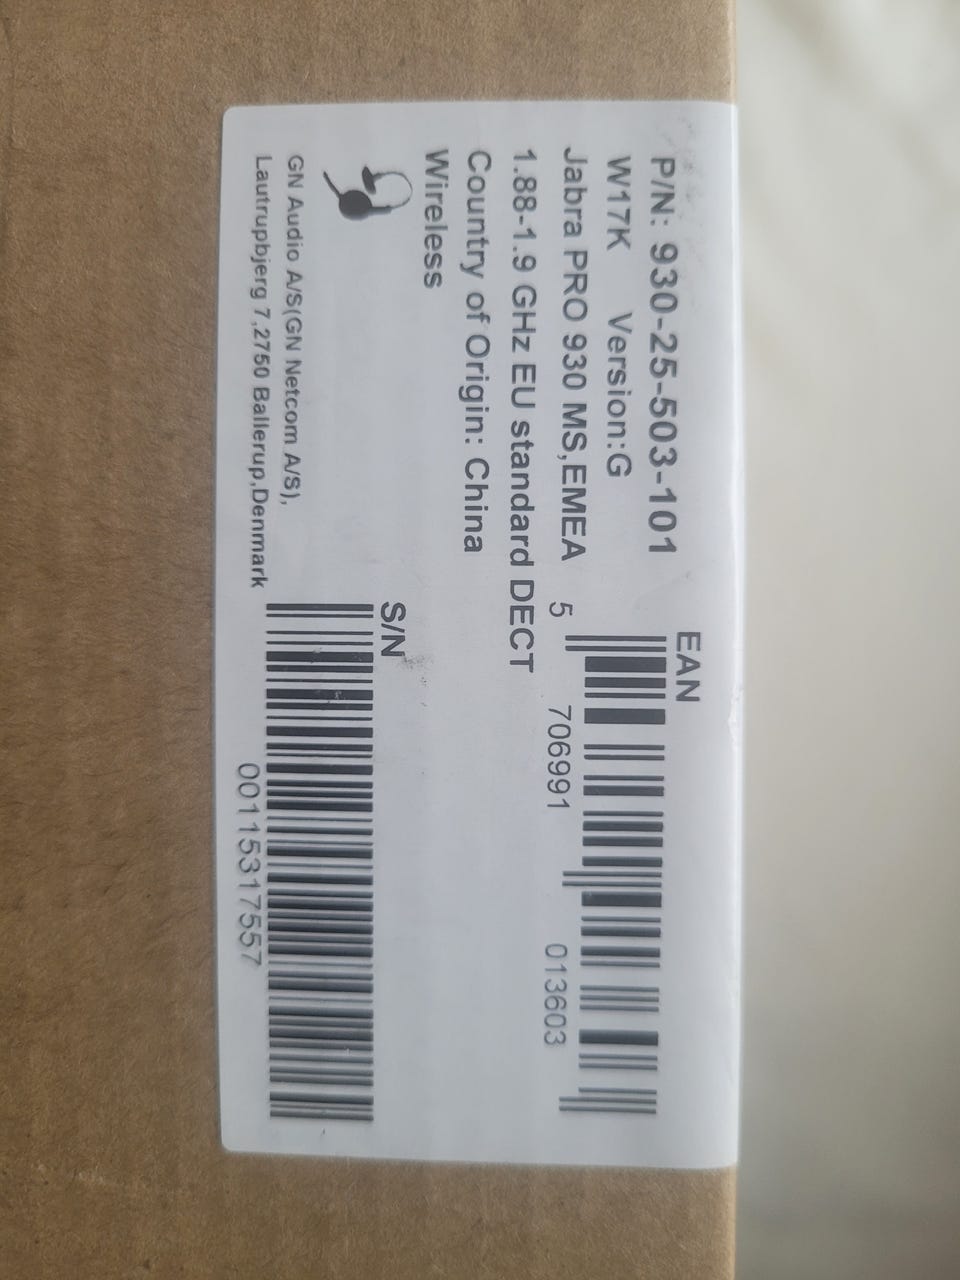 P/N: 930-25-503-101
W17K Version:G
Jabra PRO 930 MS,EMEA
1.88-1.9 GHz EU standard DECT
Country of Origin: China
Wireless
GN Audio A/S(GN Netcom A/S),
Lautrupbjerg 7,2750 Ballerup,Denmark
EAN
5 706991 013603
S/N
00115317557